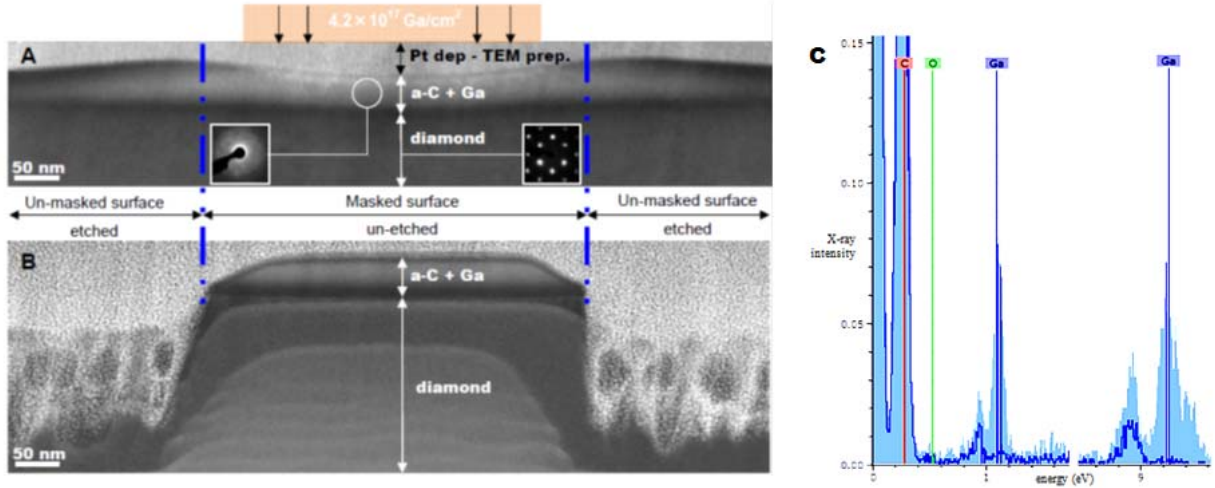 4.2×10¹⁷ Ga/cm²
A
Pt dep - TEM prep.
a-C + Ga
diamond
50 nm
Un-masked surface
Masked surface
Un-masked surface
etched
un-etched
etched
B
a-C + Ga
diamond
50 nm
C
0.15
C
O
Ga
Ga
0.10
X-ray
intensity
0.05
0.00
0
1
9
energy (eV)